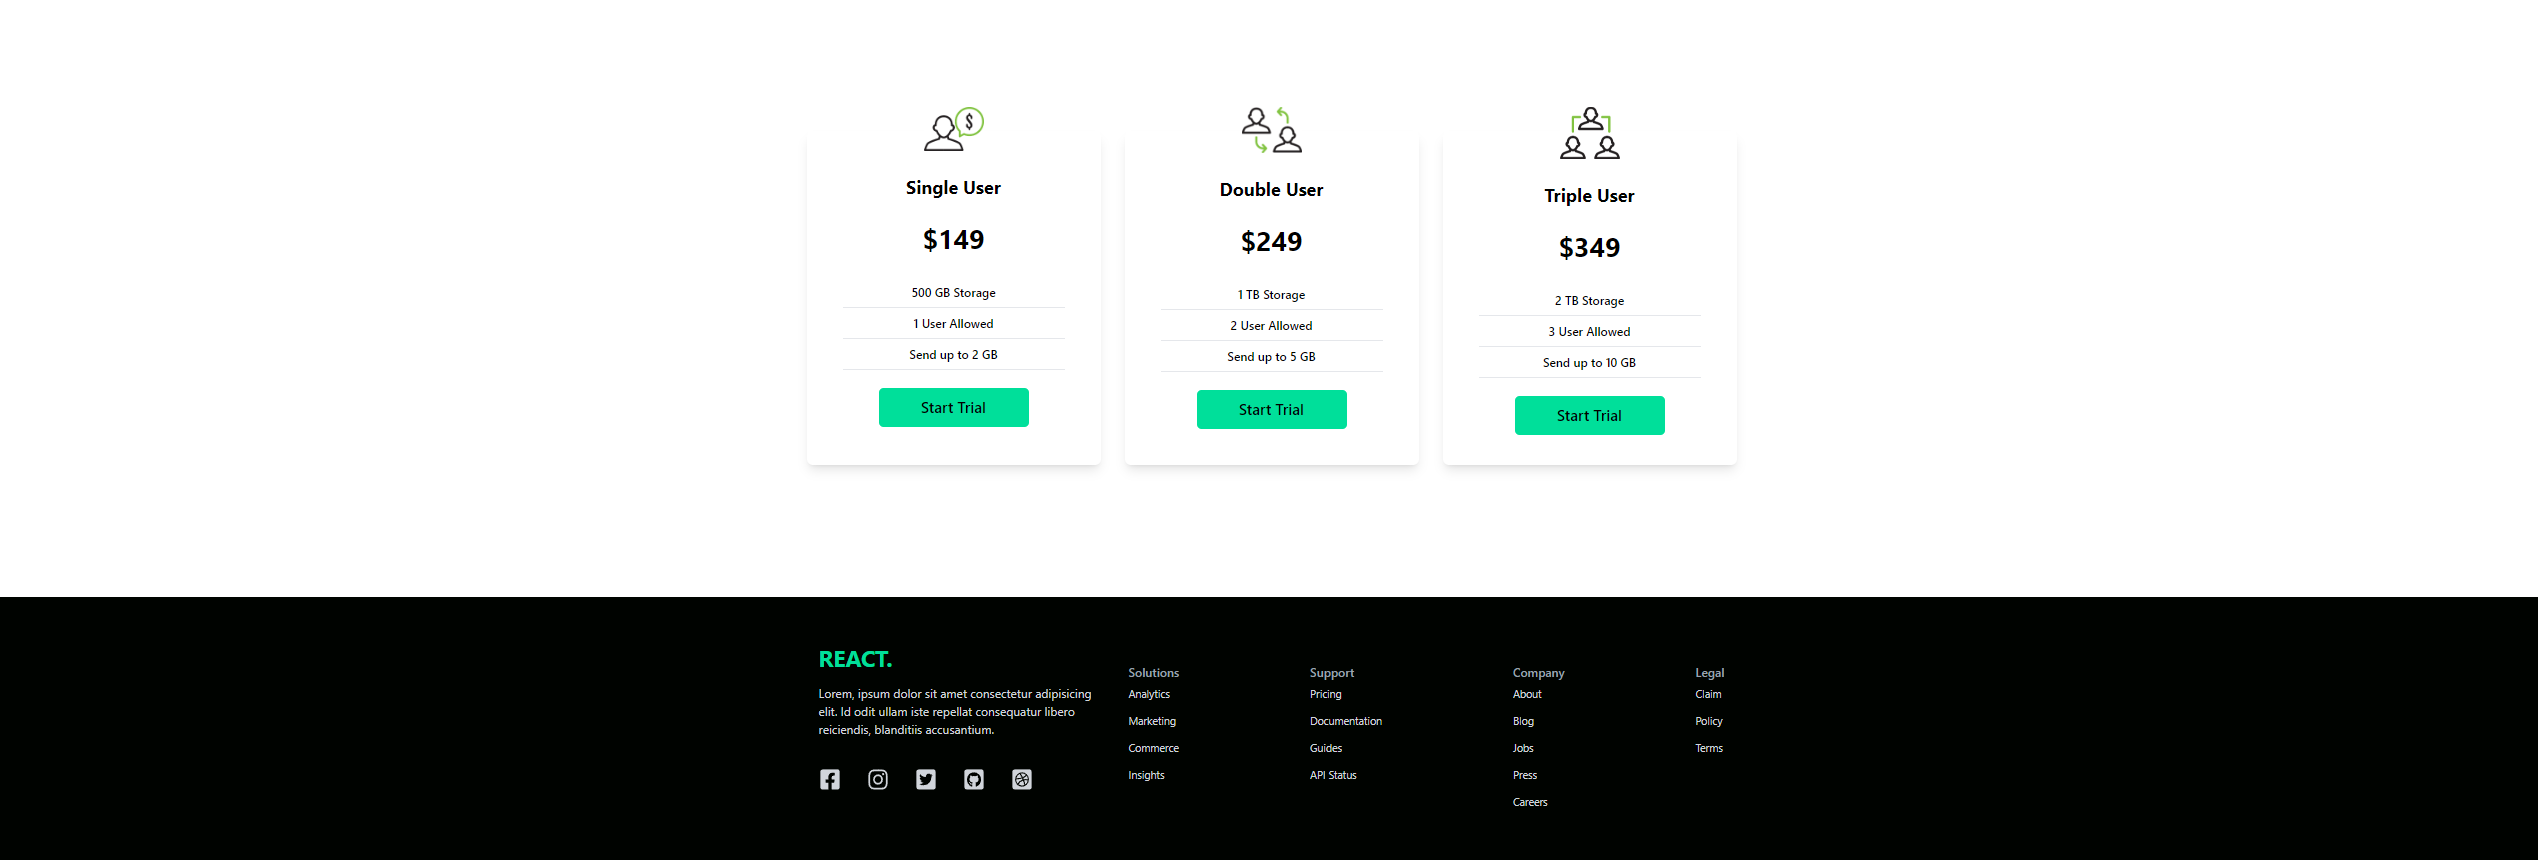 $
Single User
$149
500 GB Storage
1 User Allowed
Send up to 2 GB
Start Trial
Double User
$249
1 TB Storage
2 User Allowed
Send up to 5 GB
Start Trial
Triple User
$349
2 TB Storage
3 User Allowed
Send up to 10 GB
Start Trial
REACT.
Lorem, ipsum dolor sit amet consectetur adipisicing
elit. Id odit ullam iste repellat consequatur libero
reiciendis, blanditiis accusantium.
Solutions
Analytics
Marketing
Commerce
Insights
Support
Pricing
Documentation
Guides
API Status
Company
About
Blog
Jobs
Press
Careers
Legal
Claim
Policy
Terms